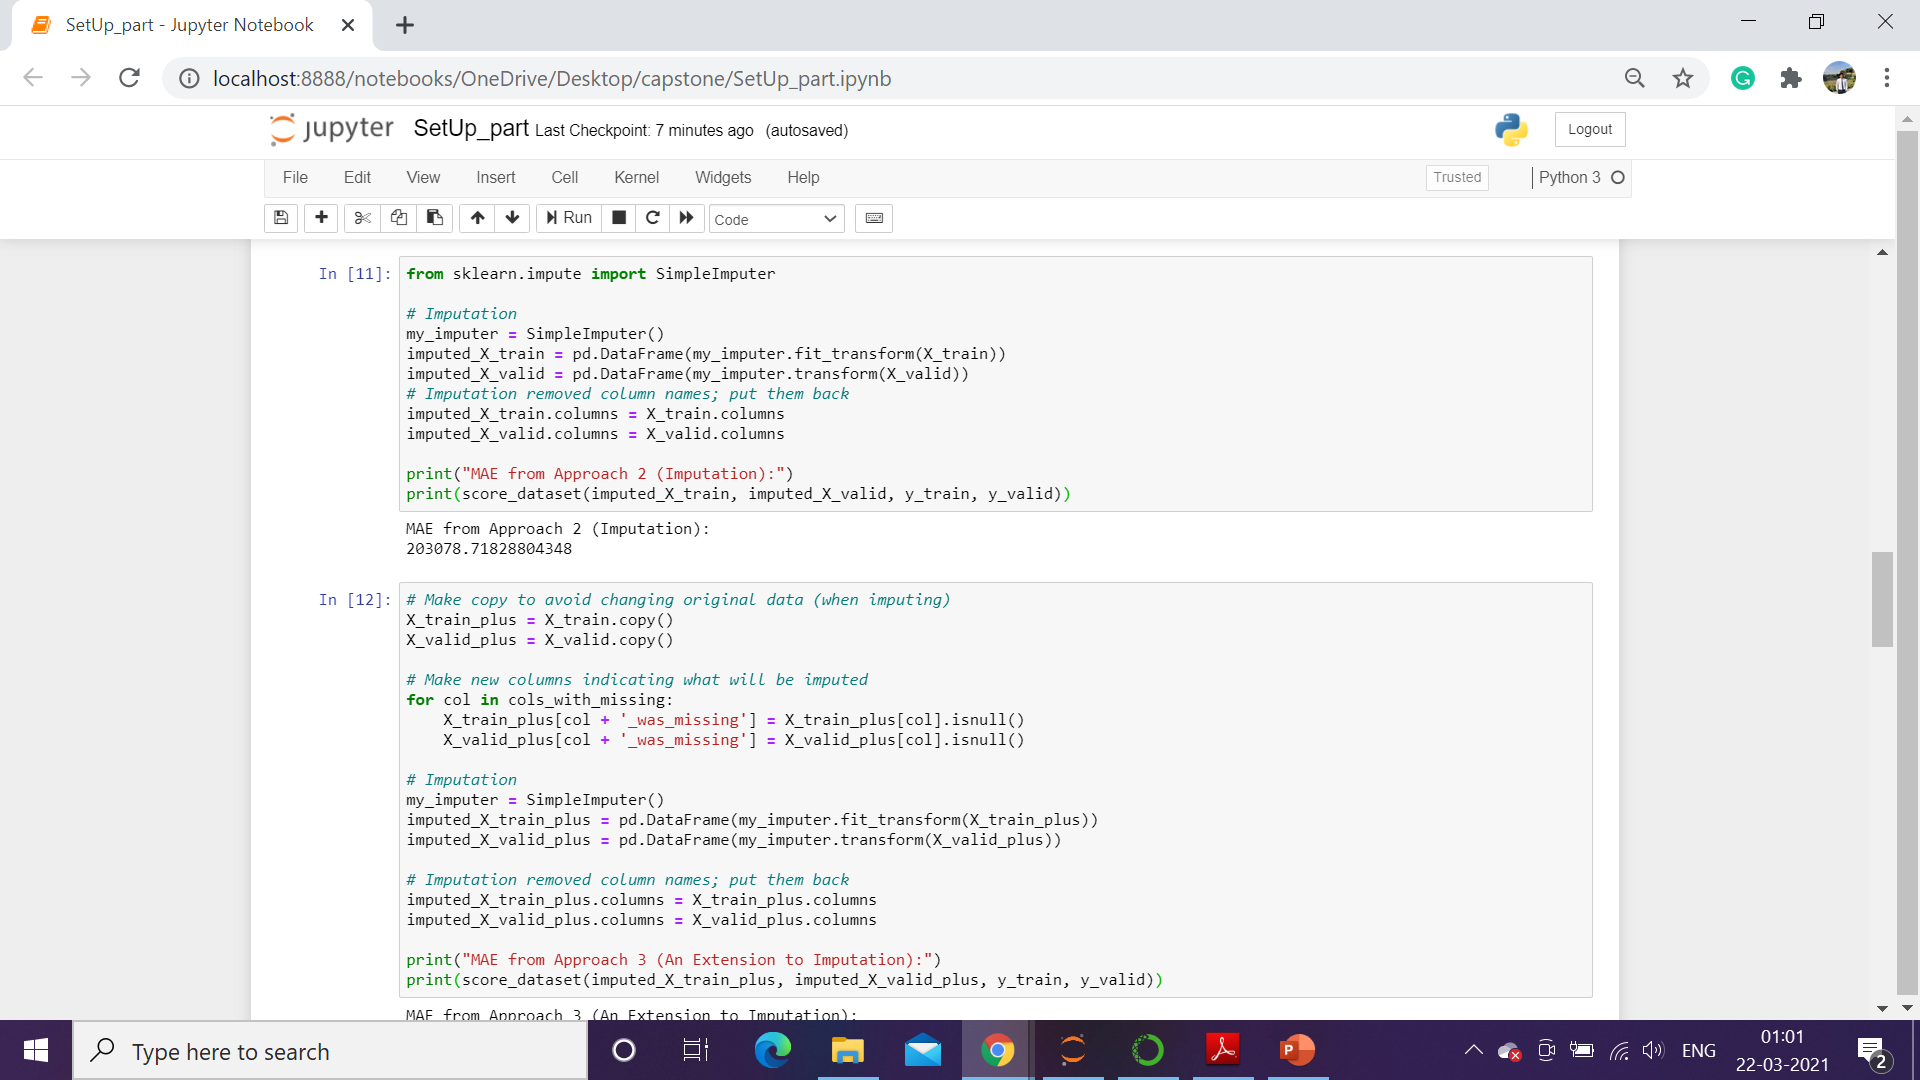 SetUp_part - Jupyter Notebook
localhost:8888/notebooks/OneDrive/Desktop/capstone/SetUp_part.ipynb
jupyter SetUp_part Last Checkpoint: 7 minutes ago (autosaved)
Logout
File Edit View Insert Cell Kernel Widgets Help
Trusted
Python 3
Run
Code
In [11]: from sklearn.impute import SimpleImputer
# Imputation
my_imputer = SimpleImputer()
imputed_X_train = pd.DataFrame(my_imputer.fit_transform(X_train))
imputed_X_valid = pd.DataFrame(my_imputer.transform(X_valid))
# Imputation removed column names; put them back
imputed_X_train.columns = X_train.columns
imputed_X_valid.columns = X_valid.columns
print("MAE from Approach 2 (Imputation):")
print(score_dataset(imputed_X_train, imputed_X_valid, y_train, y_valid))
MAE from Approach 2 (Imputation):
203078.71828804348
In [12]: # Make copy to avoid changing original data (when imputing)
X_train_plus = X_train.copy()
X_valid_plus = X_valid.copy()
# Make new columns indicating what will be imputed
for col in cols_with_missing:
    X_train_plus[col + '_was_missing'] = X_train_plus[col].isnull()
    X_valid_plus[col + '_was_missing'] = X_valid_plus[col].isnull()
# Imputation
my_imputer = SimpleImputer()
imputed_X_train_plus = pd.DataFrame(my_imputer.fit_transform(X_train_plus))
imputed_X_valid_plus = pd.DataFrame(my_imputer.transform(X_valid_plus))
# Imputation removed column names; put them back
imputed_X_train_plus.columns = X_train_plus.columns
imputed_X_valid_plus.columns = X_valid_plus.columns
print("MAE from Approach 3 (An Extension to Imputation):")
print(score_dataset(imputed_X_train_plus, imputed_X_valid_plus, y_train, y_valid))
MAE from Approach 3 (An Extension to Imputation):
Type here to search
P
ENG
01:01
22-03-2021
2